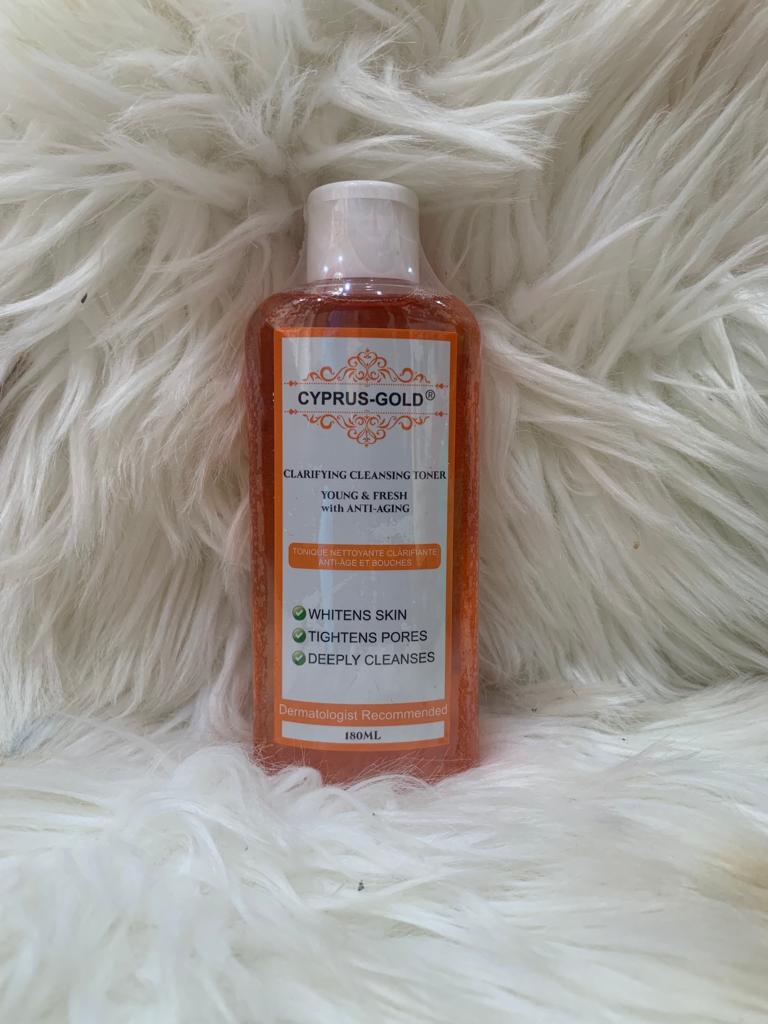 CYPRUS-GOLD®
CLARIFYING CLEANSING TONER
YOUNG & FRESH
with ANTI-AGING
TONIQUE NETTOYANTE CLARIFIANTE
ANTI-ÂGE ET BOUCHES
WHITENS SKIN
TIGHTENS PORES
DEEPLY CLEANSES
Dermatologist Recommended
180ML